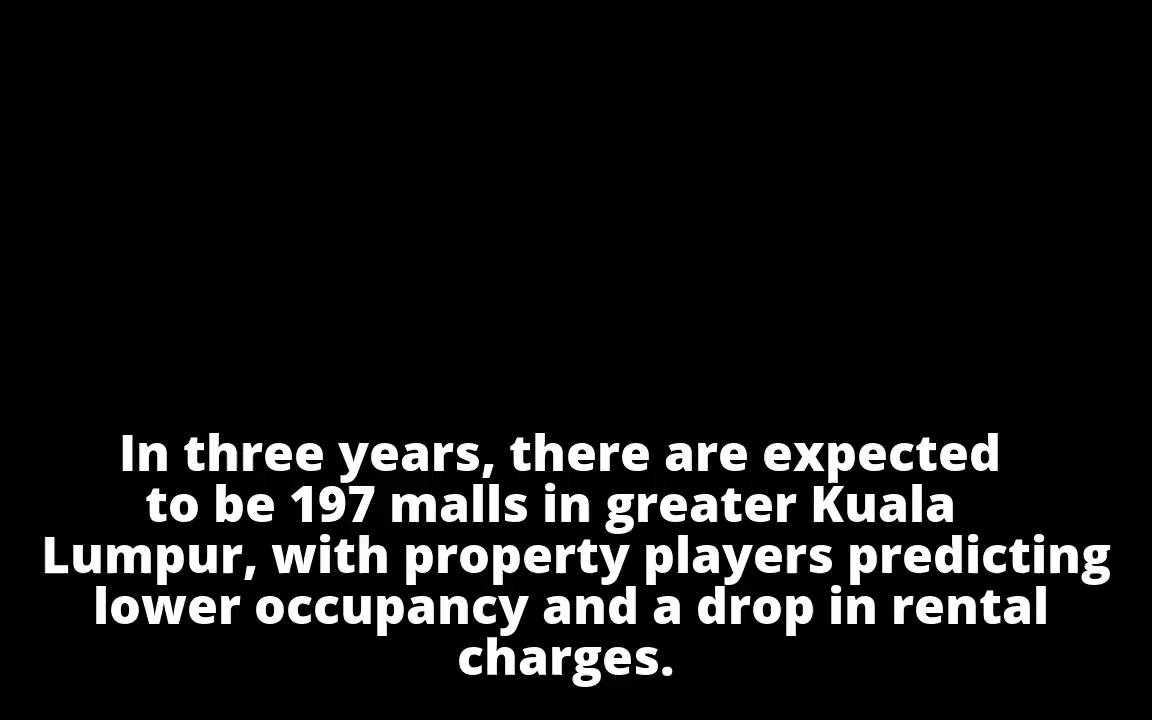 In three years, there are expected
to be 197 malls in greater Kuala
Lumpur, with property players predicting
lower occupancy and a drop in rental
charges.